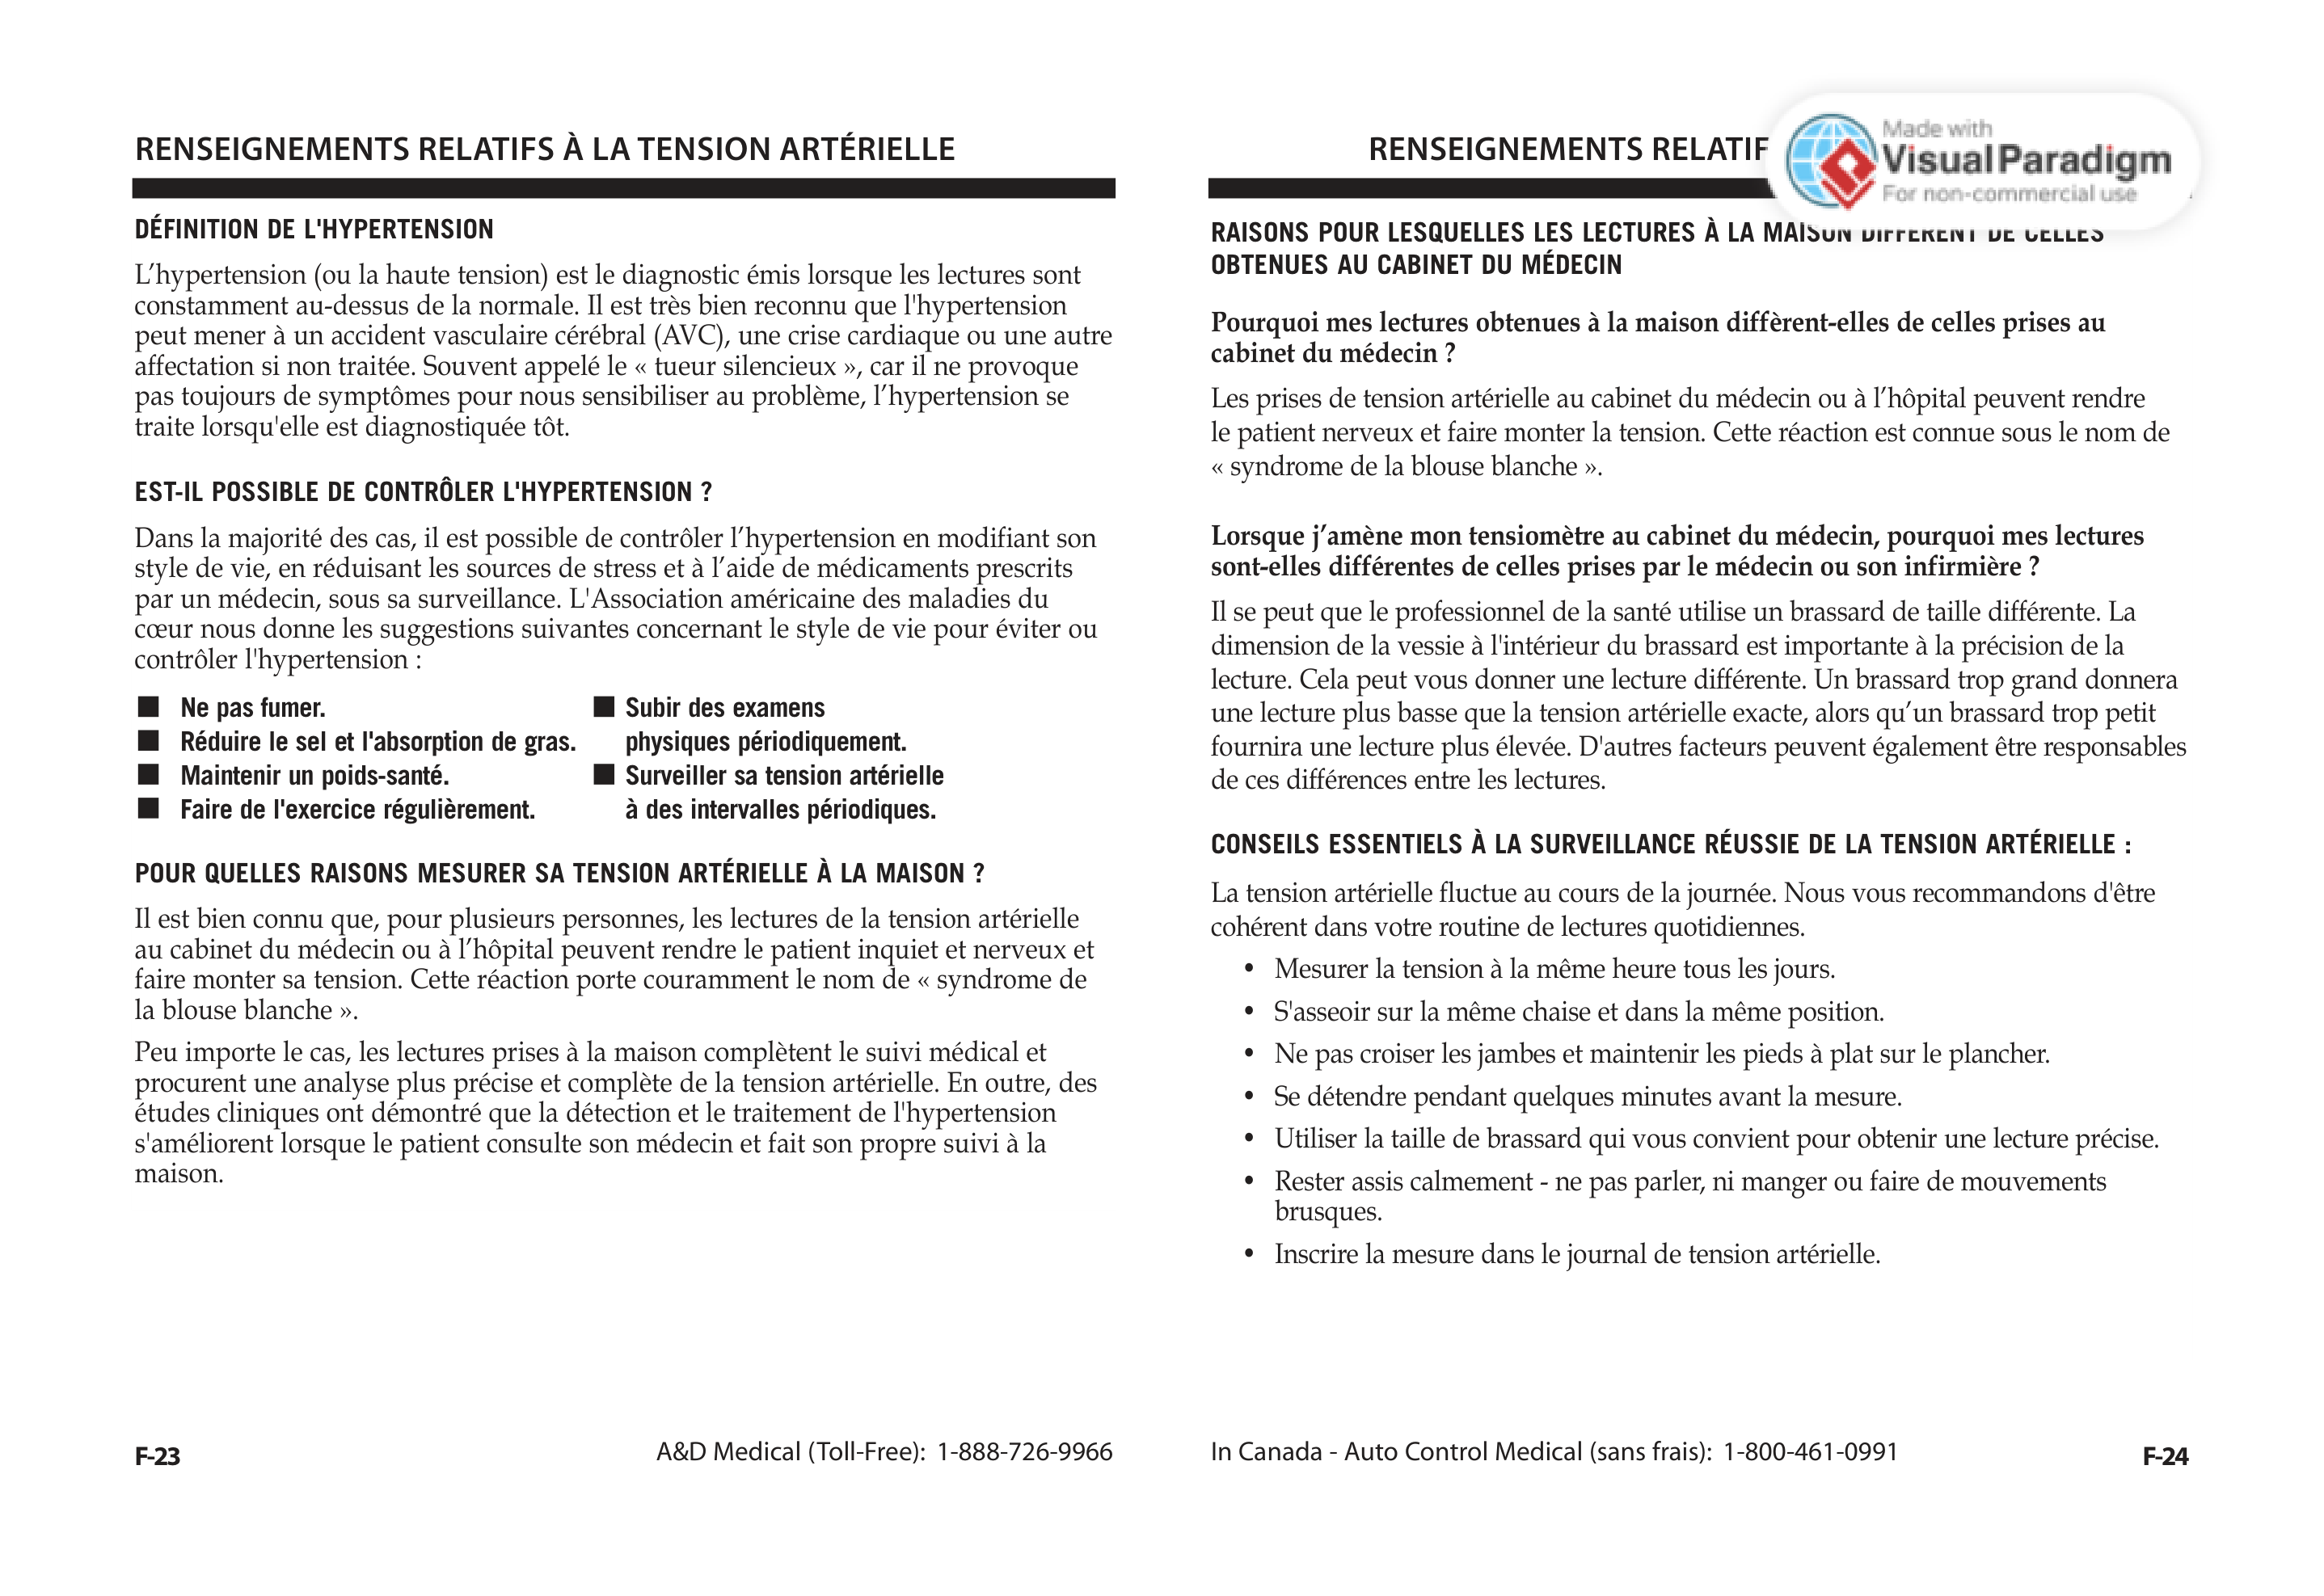 RENSEIGNEMENTS RELATIFS À LA TENSION ARTÉRIELLE
DÉFINITION DE L'HYPERTENSION
L’hypertension (ou la haute tension) est le diagnostic émis lorsque les lectures sont
constamment au-dessus de la normale. Il est très bien reconnu que l'hypertension
peut mener à un accident vasculaire cérébral (AVC), une crise cardiaque ou une autre
affectation si non traitée. Souvent appelé le « tueur silencieux », car il ne provoque
pas toujours de symptômes pour nous sensibiliser au problème, l’hypertension se
traite lorsqu'elle est diagnostiquée tôt.
EST-IL POSSIBLE DE CONTRÔLER L'HYPERTENSION ?
Dans la majorité des cas, il est possible de contrôler l’hypertension en modifiant son
style de vie, en réduisant les sources de stress et à l’aide de médicaments prescrits
par un médecin, sous sa surveillance. L'Association américaine des maladies du
cœur nous donne les suggestions suivantes concernant le style de vie pour éviter ou
contrôler l'hypertension :
■ Ne pas fumer.
■ Réduire le sel et l'absorption de gras.
■ Maintenir un poids-santé.
■ Faire de l'exercice régulièrement.
■ Subir des examens
physiques périodiquement.
■ Surveiller sa tension artérielle
à des intervalles périodiques.
POUR QUELLES RAISONS MESURER SA TENSION ARTÉRIELLE À LA MAISON ?
Il est bien connu que, pour plusieurs personnes, les lectures de la tension artérielle
au cabinet du médecin ou à l’hôpital peuvent rendre le patient inquiet et nerveux et
faire monter sa tension. Cette réaction porte couramment le nom de « syndrome de
la blouse blanche ».
Peu importe le cas, les lectures prises à la maison complètent le suivi médical et
procurent une analyse plus précise et complète de la tension artérielle. En outre, des
études cliniques ont démontré que la détection et le traitement de l'hypertension
s'améliorent lorsque le patient consulte son médecin et fait son propre suivi à la
maison.
F-23
A&D Medical (Toll-Free): 1-888-726-9966
RENSEIGNEMENTS
Made with
Visual Paradigm
For non-commercial use
RAISONS POUR LESQUELLES LES LECTURES À LA MAISON DIFFÈRENT DE CELLES
OBTENUES AU CABINET DU MÉDECIN
Pourquoi mes lectures obtenues à la maison diffèrent-elles de celles prises au
cabinet du médecin ?
Les prises de tension artérielle au cabinet du médecin ou à l’hôpital peuvent rendre
le patient nerveux et faire monter la tension. Cette réaction est connue sous le nom de
« syndrome de la blouse blanche ».
Lorsque j’amène mon tensiomètre au cabinet du médecin, pourquoi mes lectures
sont-elles différentes de celles prises par le médecin ou son infirmière ?
Il se peut que le professionnel de la santé utilise un brassard de taille différente. La
dimension de la vessie à l'intérieur du brassard est importante à la précision de la
lecture. Cela peut vous donner une lecture différente. Un brassard trop grand donnera
une lecture plus basse que la tension artérielle exacte, alors qu’un brassard trop petit
fournira une lecture plus élevée. D'autres facteurs peuvent également être responsables
de ces différences entre les lectures.
CONSEILS ESSENTIELS À LA SURVEILLANCE RÉUSSIE DE LA TENSION ARTÉRIELLE :
La tension artérielle fluctue au cours de la journée. Nous vous recommandons d'être
cohérent dans votre routine de lectures quotidiennes.
• Mesurer la tension à la même heure tous les jours.
• S'asseoir sur la même chaise et dans la même position.
• Ne pas croiser les jambes et maintenir les pieds à plat sur le plancher.
• Se détendre pendant quelques minutes avant la mesure.
• Utiliser la taille de brassard qui vous convient pour obtenir une lecture précise.
• Rester assis calmement - ne pas parler, ni manger ou faire de mouvements
brusques.
• Inscrire la mesure dans le journal de tension artérielle.
In Canada - Auto Control Medical (sans frais): 1-800-461-0991
F-24